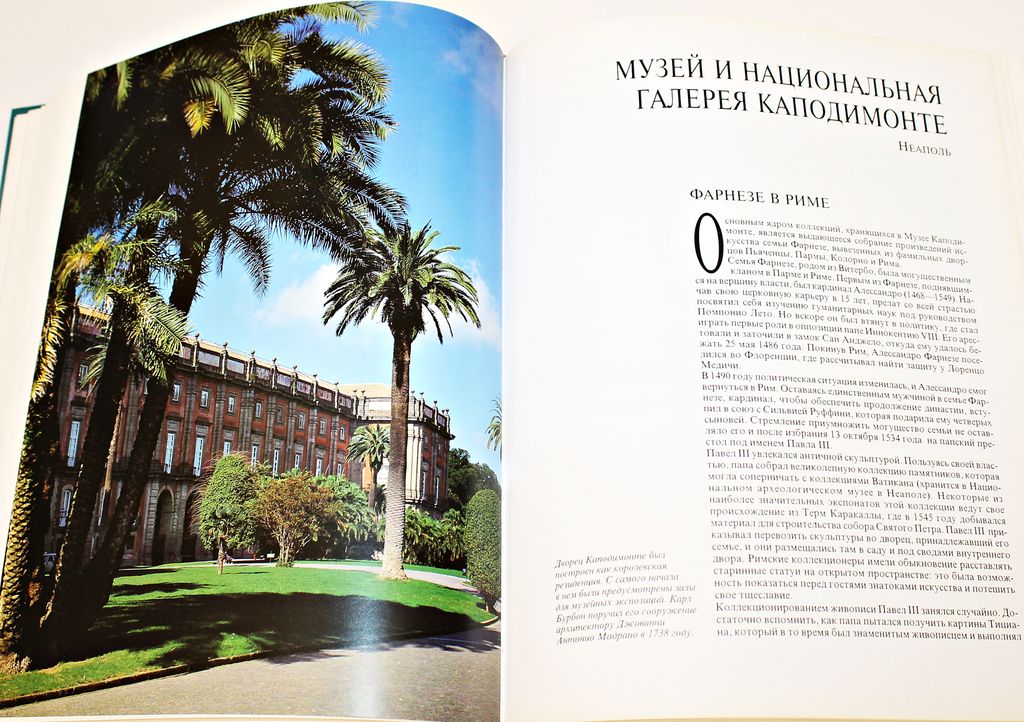 МУЗЕЙ И НАЦИОНАЛЬНАЯ
ГАЛЕРЕЯ КАПОДИМОНТЕ
НЕАПОЛЬ
ФАРНЕЗЕ В РИМЕ
Основным ядром коллекций, хранящихся в Музее Каподи-
монте, является выдающееся собрание произведений ис-
кусства семьи Фарнезе, вывезенных из фамильных двор-
цов Пьяченцы, Пармы, Колорно и Рима.
Семья Фарнезе, родом из Витербо, была могущественным
кланом в Парме и Риме. Первым из Фарнезе, поднявшим-
ся на вершину власти, был кардинал Алессандро (1468—1549). На-
чав свою церковную карьеру в 15 лет, прелат со всей страстью
посвятил себя изучению гуманитарных наук под руководством
Помпонио Лето. Но вскоре он был втянут в политику, где стал
играть первые роли в оппозиции папе Иннокентию VIII. Его арес-
товали и заточили в замок Сан Анджело, откуда ему удалось бе-
жать 25 мая 1486 года. Покинув Рим, Алессандро Фарнезе посе-
лился во Флоренции, где рассчитывал найти защиту у Лоренцо
Медичи.
В 1490 году политическая ситуация изменилась, и Алессандро смог
вернуться в Рим. Оставаясь единственным мужчиной в семье Фар-
незе, кардинал, чтобы обеспечить продолжение династии, всту-
пил в союз с Сильвией Руффини, которая подарила ему четверых
сыновей. Стремление приумножить могущество семьи не остав-
ляло его и после избрания 13 октября 1534 года на папский пре-
стол под именем Павла III.
Павел III увлекался античной скульптурой. Пользуясь своей влас-
тью, папа собрал великолепную коллекцию памятников, которая
могла соперничать с коллекциями Ватикана (хранится в Нацио-
нальном археологическом музее в Неаполе). Некоторые из
наиболее значительных экспонатов этой коллекции ведут свое
происхождение из Терм Каракаллы, где в 1545 году добывался
материал для строительства собора Святого Петра. Павел III при-
казывал перевозить скульптуры во дворец, принадлежавший его
семье, и они размещались там в саду и под сводами внутреннего
двора. Римские коллекционеры имели обыкновение расставлять
старинные статуи на открытом пространстве: это была возмож-
ность показаться перед гостями знатоками искусства и потешить
свое тщеславие.
Коллекционированием живописи Павел III занялся случайно. До-
статочно вспомнить, как папа пытался получить картины Тициа-
на, который в то время был знаменитым живописцем и выполнял
Дворец Каподимонте был
построен как королевская
резиденция. С самого начала
в нем были предусмотрены залы
для музейных экспозиций. Карл
Бурбон поручил его сооружение
архитектору Джованни
Антонио Мадрано в 1738 году.